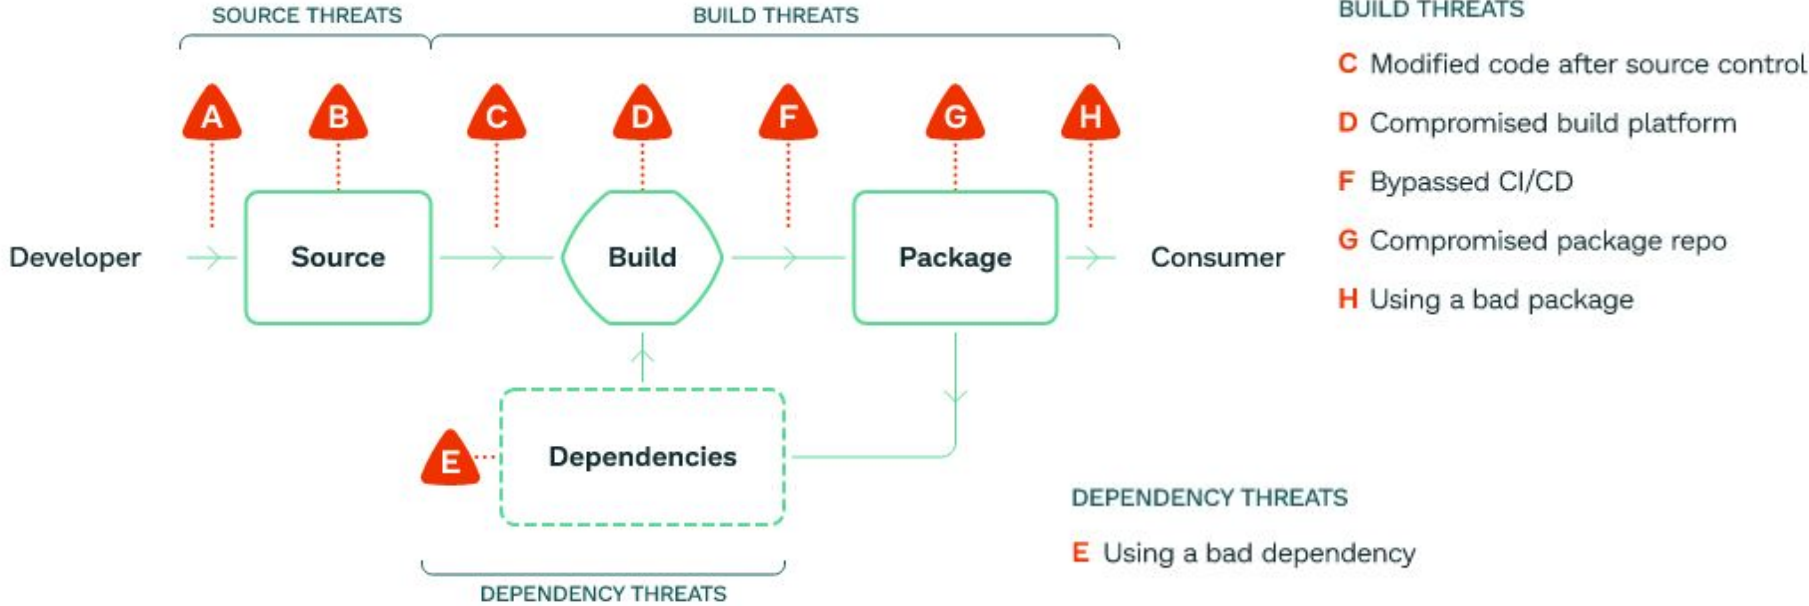 SOURCE THREATS
BUILD THREATS
A
B
C
D
F
G
H
Developer
Source
Build
Package
Consumer
E
Dependencies
DEPENDENCY THREATS
BUILD THREATS
C Modified code after source control
D Compromised build platform
F Bypassed CI/CD
G Compromised package repo
H Using a bad package
DEPENDENCY THREATS
E Using a bad dependency